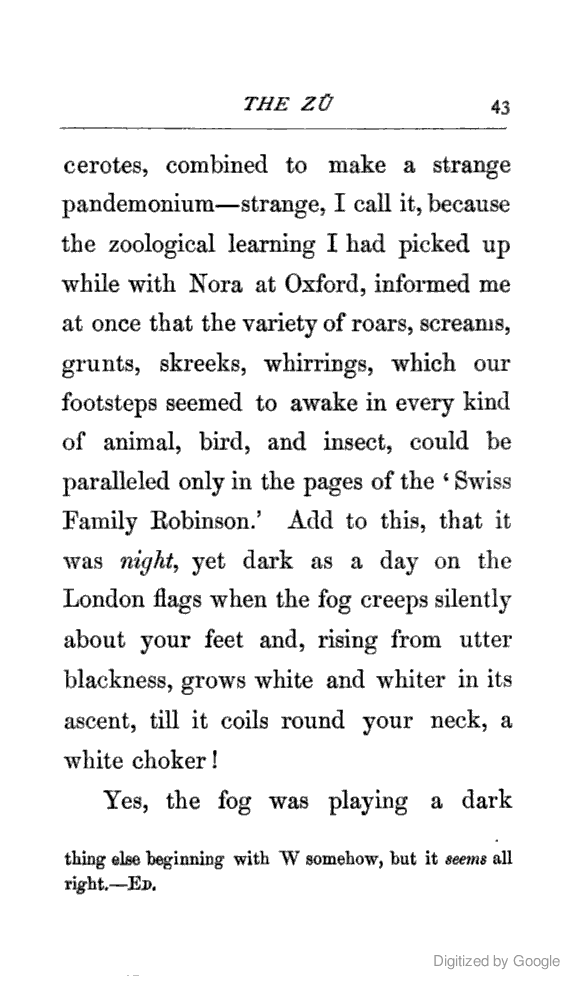 THE ZÛ
43
cerotes, combined to make a strange
pandemonium—strange, I call it, because
the zoological learning I had picked up
while with Nora at Oxford, informed me
at once that the variety of roars, screams,
grunts, skreeks, whirrings, which our
footsteps seemed to awake in every kind
of animal, bird, and insect, could be
paralleled only in the pages of the ‘Swiss
Family Robinson.’ Add to this, that it
was night, yet dark as a day on the
London flags when the fog creeps silently
about your feet and, rising from utter
blackness, grows white and whiter in its
ascent, till it coils round your neck, a
white choker!
Yes, the fog was playing a dark
thing else beginning with W somehow, but it seems all
right.—ED.
Digitized by Google